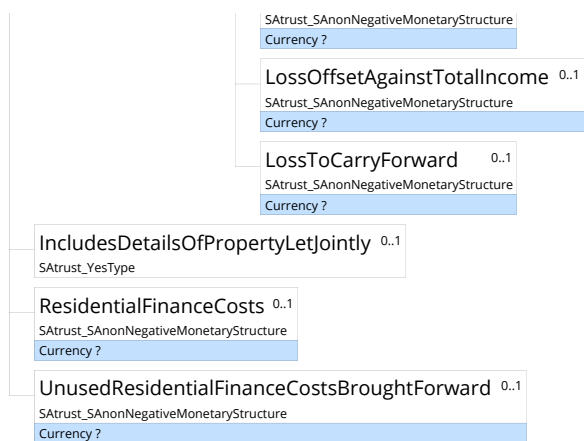 SAtrust_SAnonNegativeMonetaryStructure
Currency ?
LossOffsetAgainstTotalIncome 0..1
SAtrust_SAnonNegativeMonetaryStructure
Currency ?
LossToCarryForward 0..1
SAtrust_SAnonNegativeMonetaryStructure
Currency ?
IncludesDetailsOfPropertyLetJointly 0..1
SAtrust_YesType
ResidentialFinanceCosts 0..1
SAtrust_SAnonNegativeMonetaryStructure
Currency ?
UnusedResidentialFinanceCostsBroughtForward 0..1
SAtrust_SAnonNegativeMonetaryStructure
Currency ?